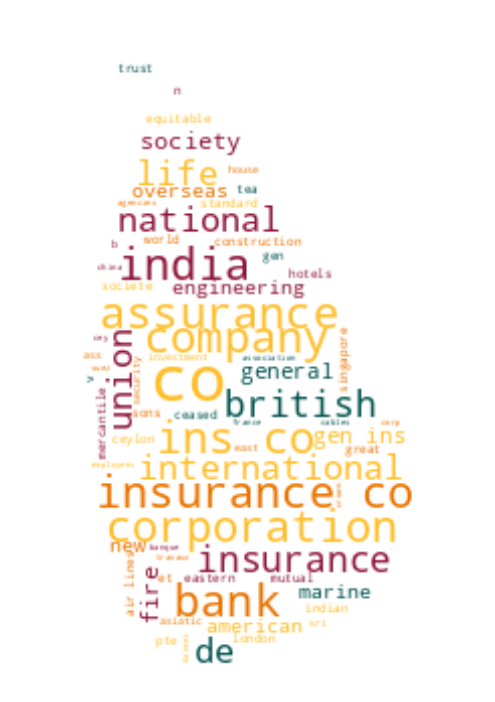 trust
n
equitable
society
life
house
overseas
tea
agencies
standard
national
b
world
construction
gen
india
china
hotels
societe
engineering
assurance
company
cey
union
ass
investment
association
singapore
security
general
co
v
british
mercantile
sons
ceased
france
cables
corp
ceylon
ins co
gen ins
east
great
employees
international
insurance co
corporation
new
banque
travaux
insurance
air lines
fire
et
eastern
mutual
bank
marine
indian
asiatic
american
sri
pte
london
de